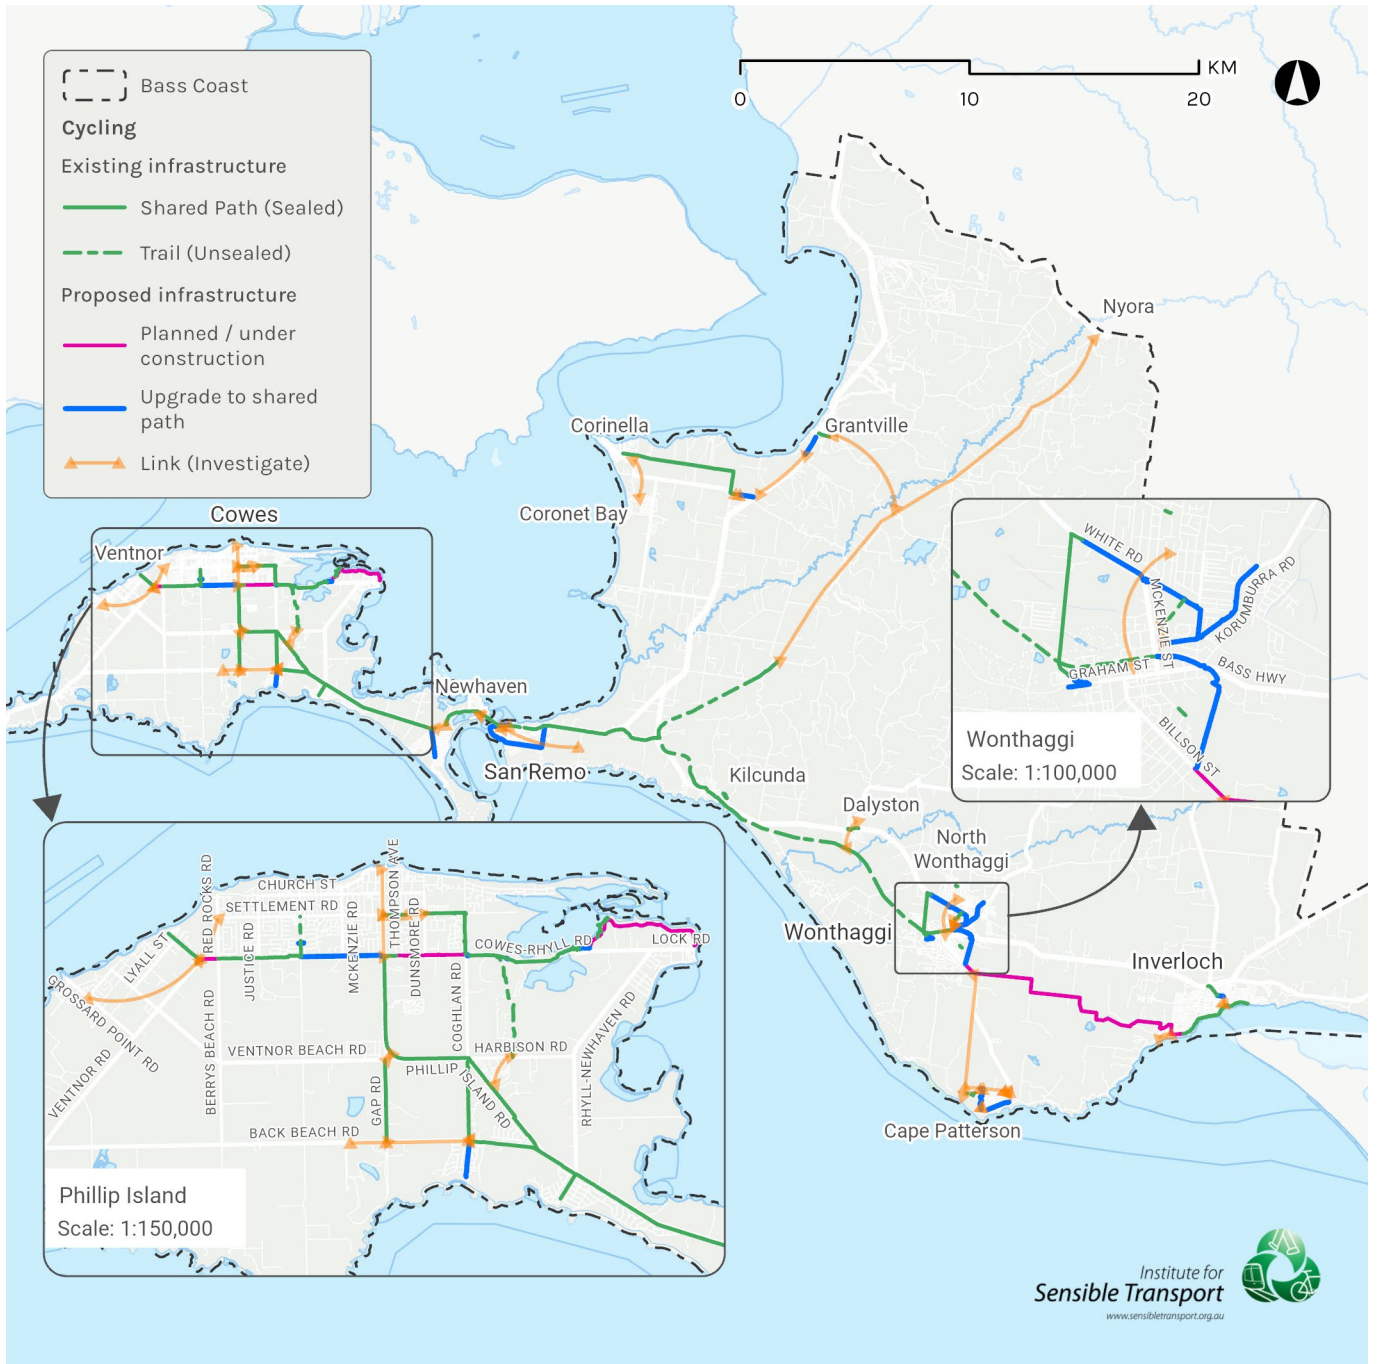 Bass Coast
Cycling
Existing infrastructure
Shared Path (Sealed)
Trail (Unsealed)
Proposed infrastructure
Planned / under
construction
Upgrade to shared
path
Link (Investigate)
KM
0
10
20
Nyora
Corinella
Grantville
Coronet Bay
Cowes
Ventnor
Newhaven
San Remo
Kilcunda
Dalyston
North
Wonthaggi
Wonthaggi
Inverloch
Cape Patterson
WHITE RD
MCKENZIE ST
KORUMBURRA RD
GRAHAM ST
BASS HWY
BILLSON ST
Wonthaggi
Scale: 1:100,000
RED ROCKS RD
CHURCH ST
THOMPSON AVE
SETTLEMENT RD
LYALL ST
JUSTICE RD
MCKENZIE RD
DUNSMORE RD
COWES-RHYLL RD
LOCK RD
GROSSARD POINT RD
BERRYS BEACH RD
COGHLAN RD
VENTNOR RD
VENTNOR BEACH RD
HARBISON RD
PHILLIP ISLAND RD
GAP RD
RHYLL-NEWHAVEN RD
BACK BEACH RD
Phillip Island
Scale: 1:150,000
Institute for
Sensible Transport
www.sensibletransport.org.au